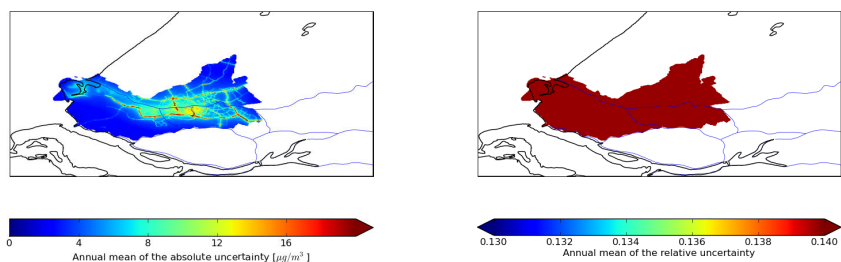 0 4 8 12 16
Annual mean of the absolute uncertainty [μg/m³ ]
0.130 0.132 0.134 0.136 0.138 0.140
Annual mean of the relative uncertainty